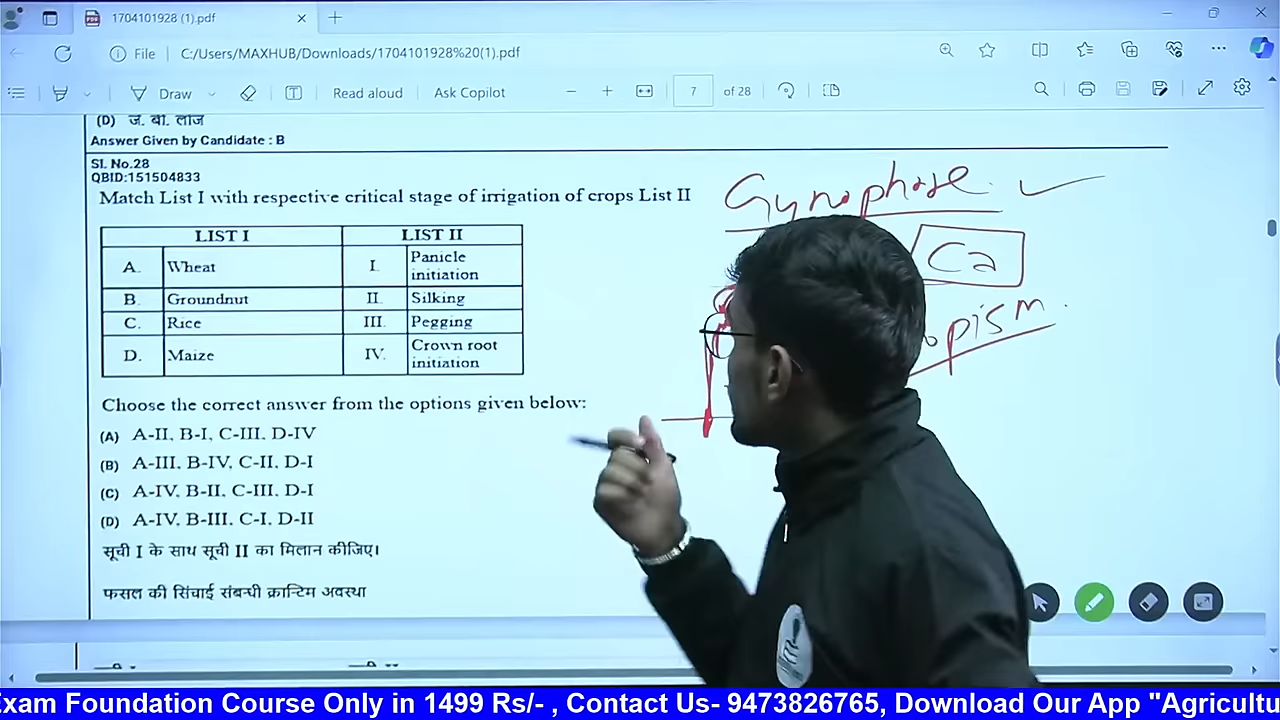 1704101928 (1).pdf
File
C:/Users/MAXHUB/Downloads/1704101928%20(1).pdf
Draw
Read aloud
Ask Copilot
7
of 28
(D) जे. बी. लॉज
Answer Given by Candidate : B
Sl. No.28
QBID:151504833
Match List I with respective critical stage of irrigation of crops List II
LIST I LIST II
A. Wheat I. Panicle initiation
B. Groundnut II. Silking
C. Rice III. Pegging
D. Maize IV. Crown root initiation
Choose the correct answer from the options given below:
(A) A-II, B-I, C-III, D-IV
(B) A-III, B-IV, C-II, D-I
(C) A-IV, B-II, C-III, D-I
(D) A-IV, B-III, C-I, D-II
सूची I के साथ सूची II का मिलान कीजिए।
फसल की सिंचाई संबन्धी क्रान्टिम अवस्था
Gynophase
Ca
opism
Exam Foundation Course Only in 1499 Rs/- , Contact Us- 9473826765, Download Our App "Agricultu